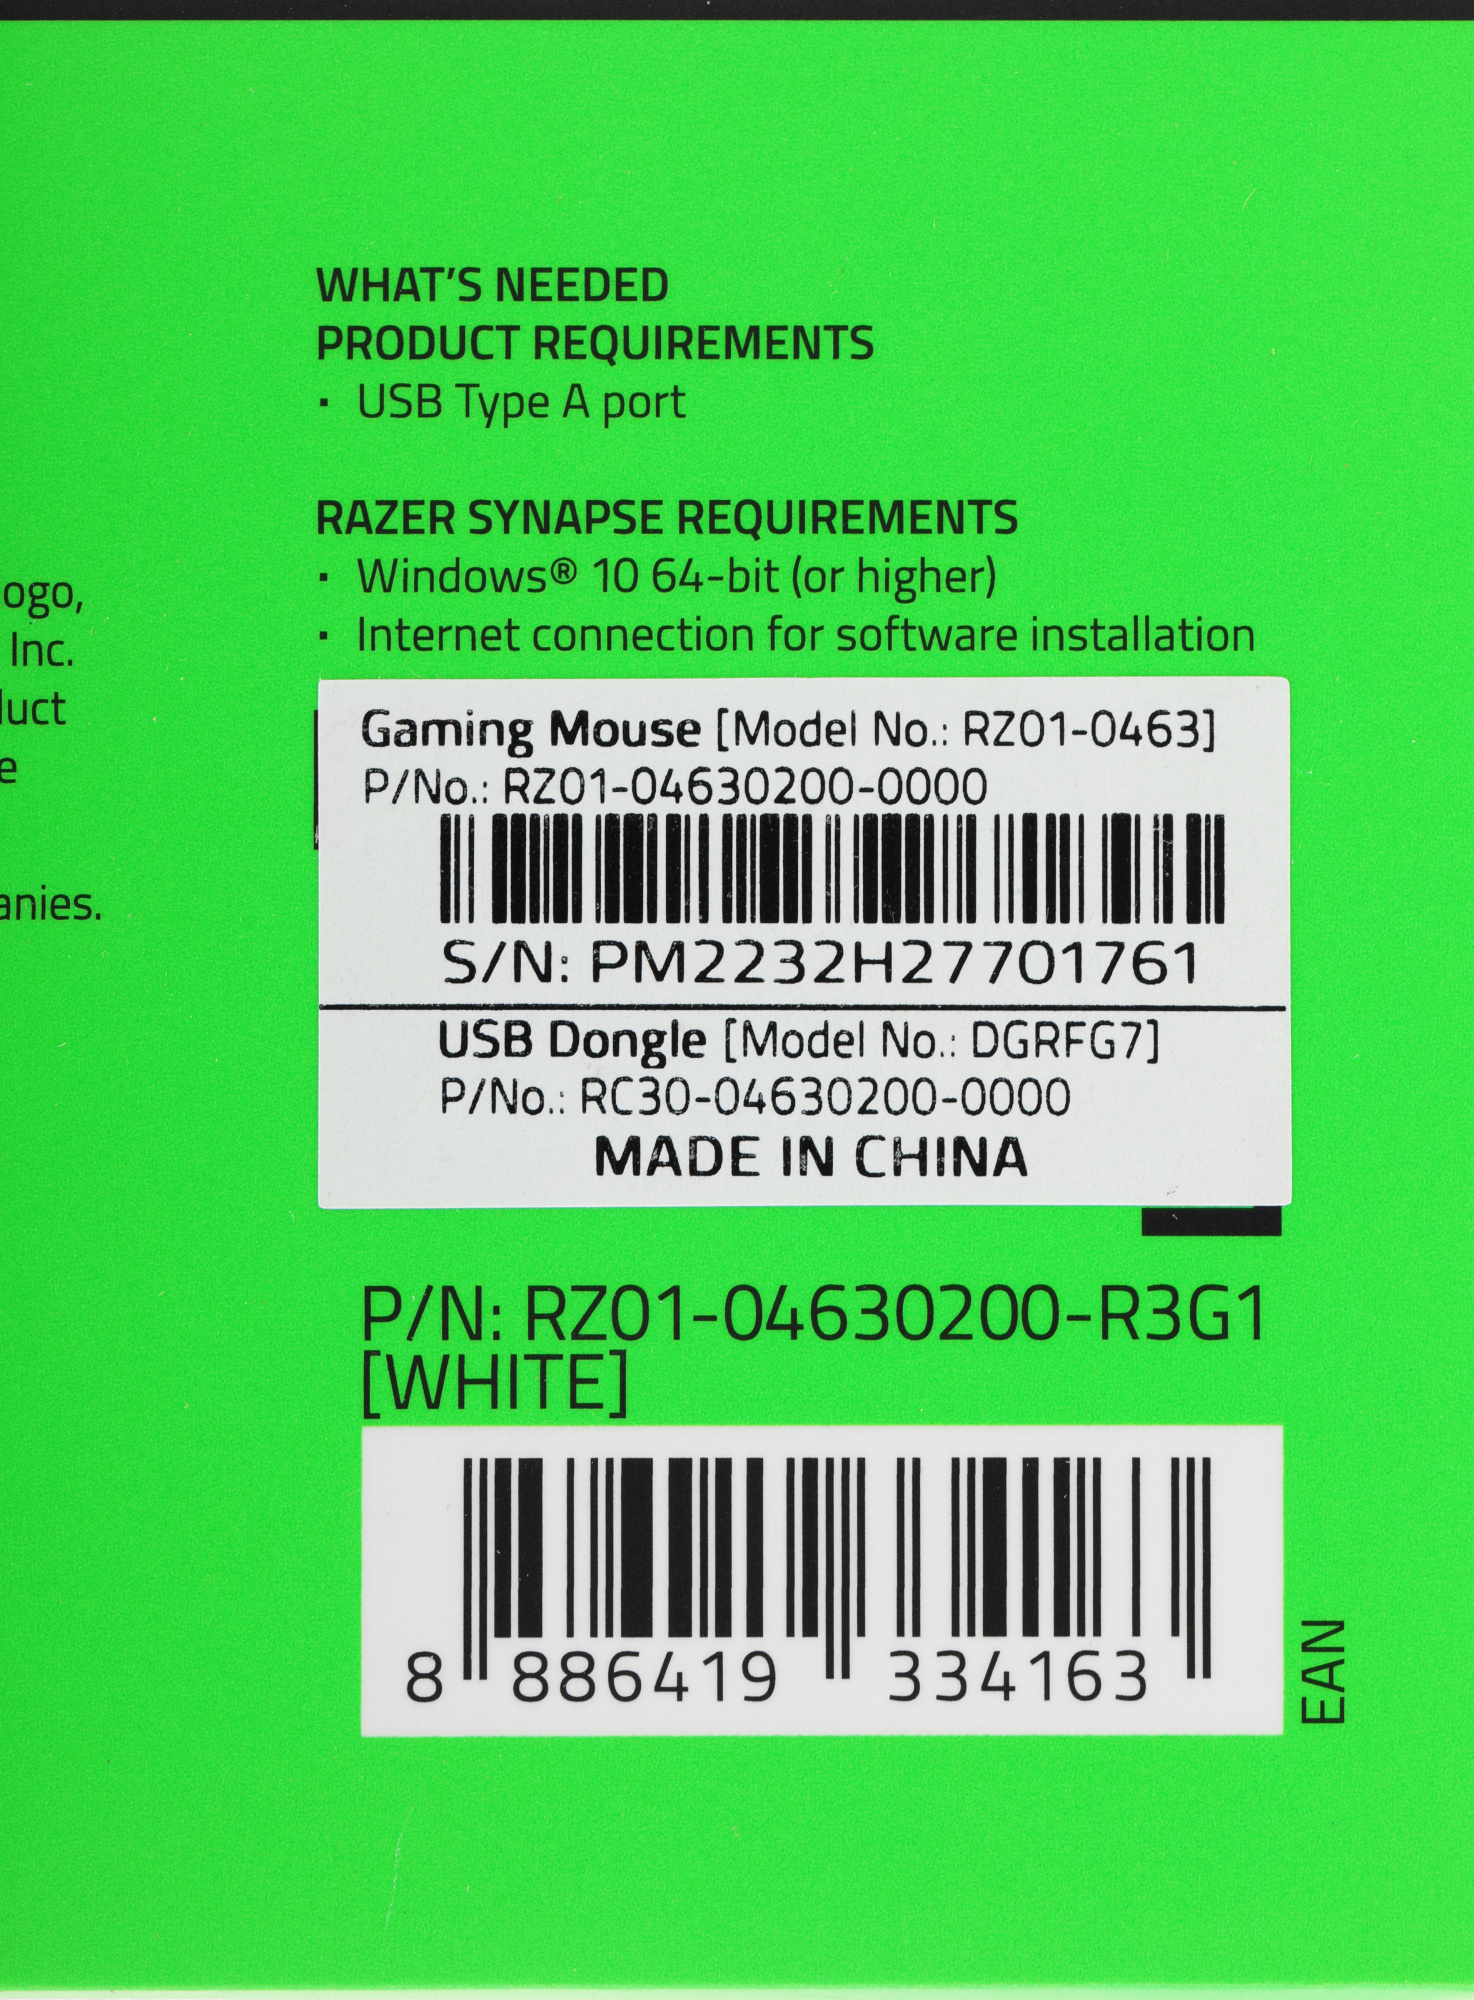 WHAT'S NEEDED
PRODUCT REQUIREMENTS
· USB Type A port
RAZER SYNAPSE REQUIREMENTS
· Windows® 10 64-bit (or higher)
· Internet connection for software installation
ogo,
Inc.
duct
e
anies.
Gaming Mouse [Model No.: RZ01-0463]
P/No.: RZ01-04630200-0000
S/N: PM2232H27701761
USB Dongle [Model No.: DGRFG7]
P/No.: RC30-04630200-0000
MADE IN CHINA
P/N: RZ01-04630200-R3G1
[WHITE]
8 886419 334163
EAN